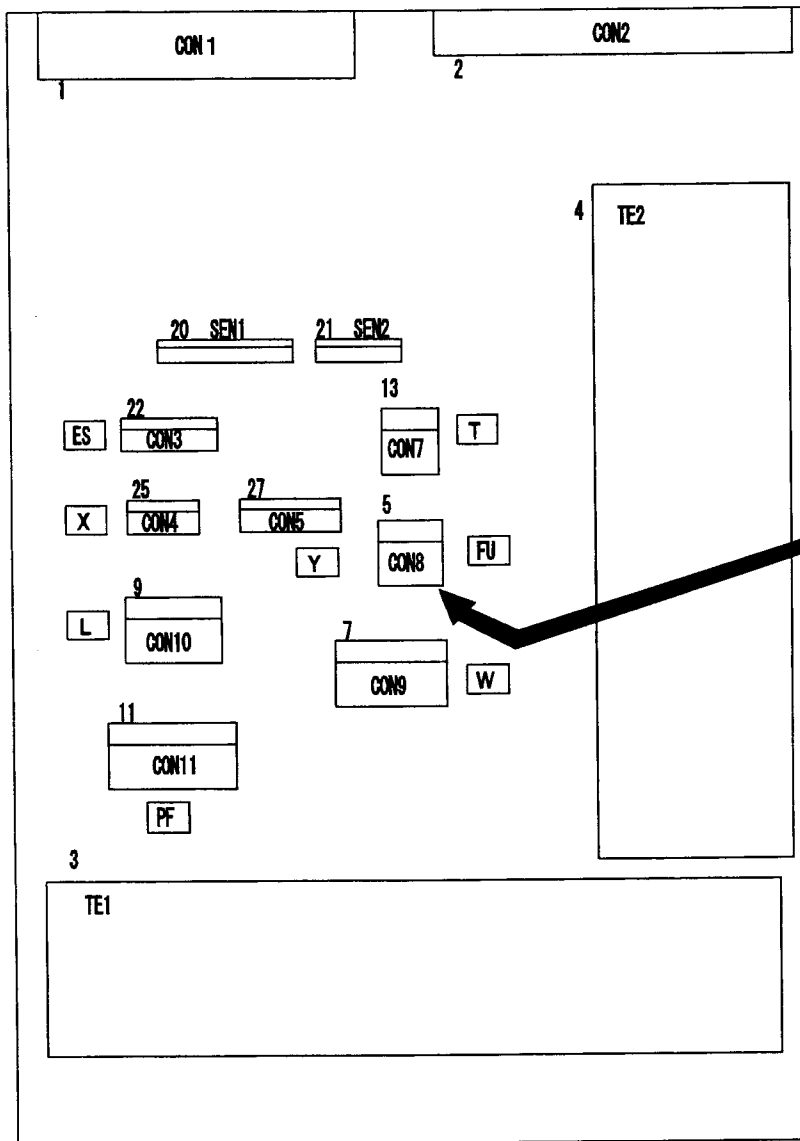 CON 1
CON2
1
2
4
TE2
20 SEN1
21 SEN2
13
22
ES
CON3
CON7
T
25
27
5
X
CON4
CON5
Y
CON8
FU
9
L
CON10
7
CON9
W
11
CON11
PF
3
TE1